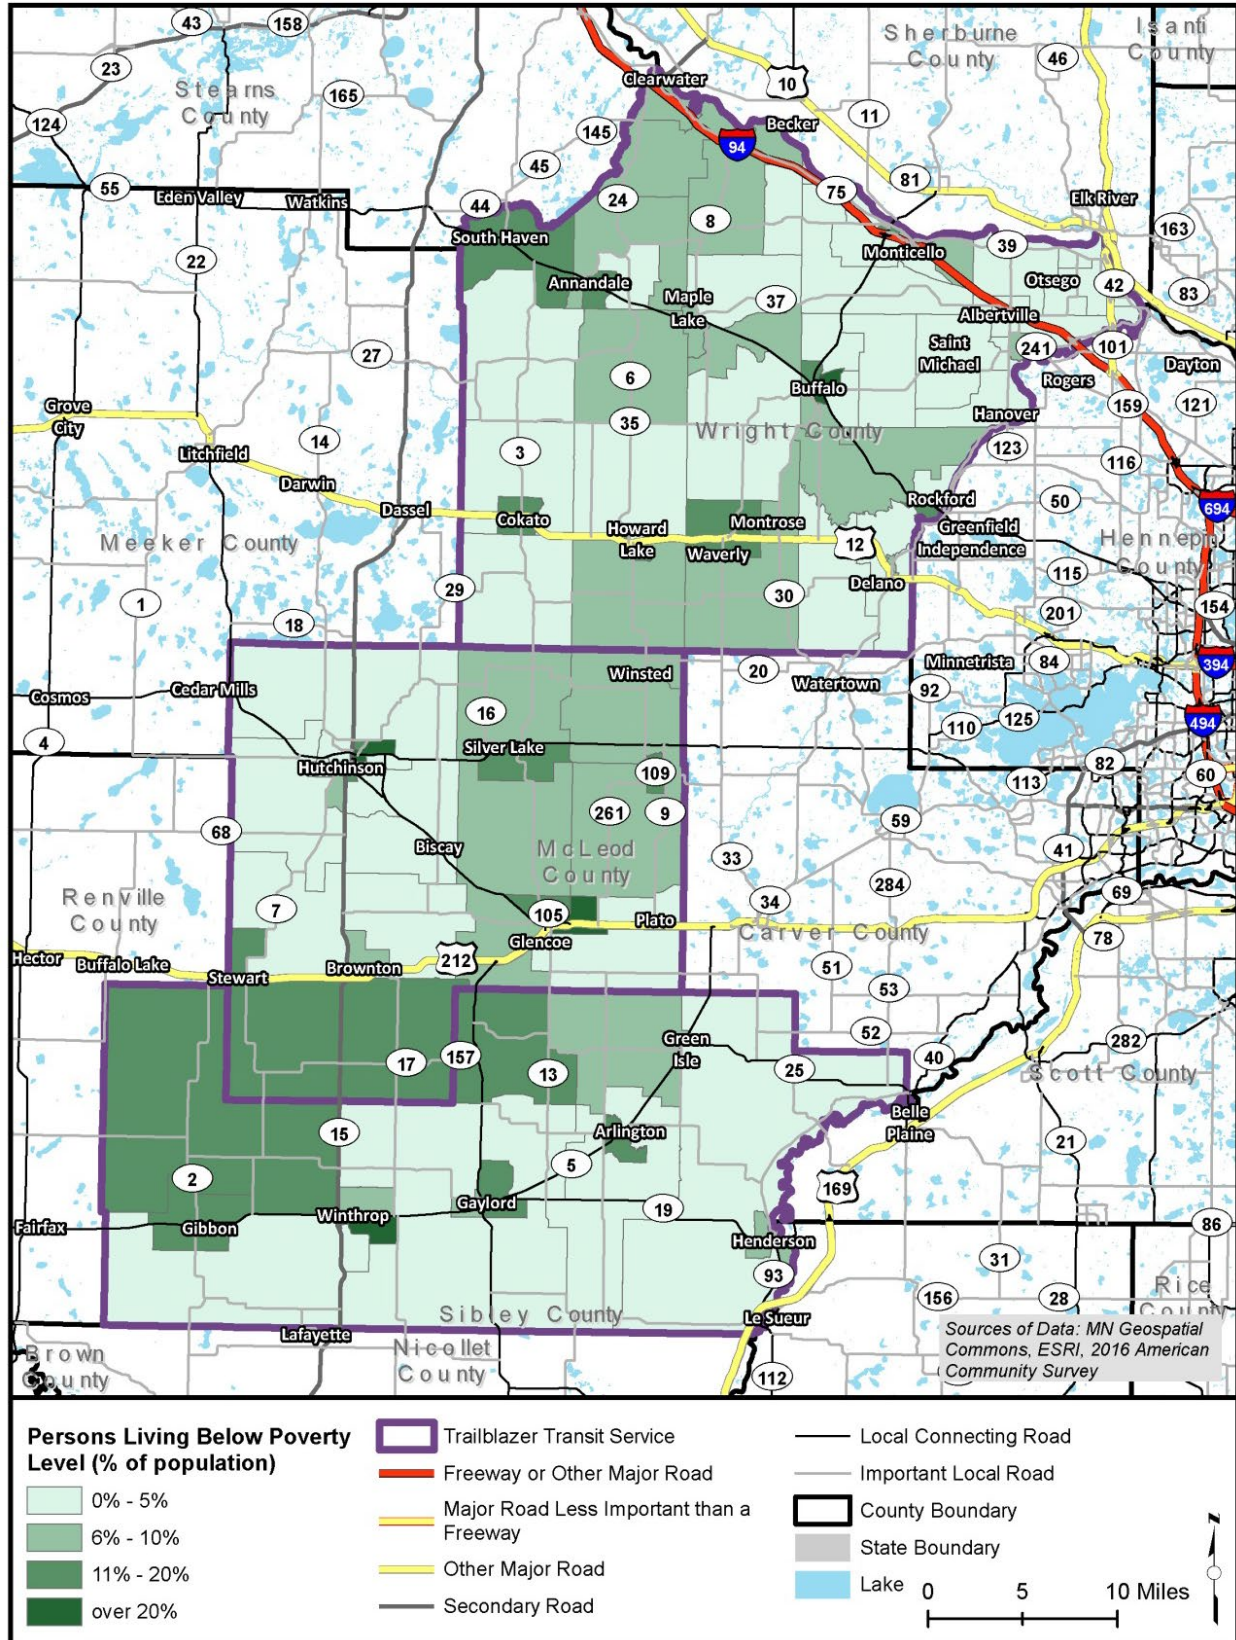 43
158
Sherburne
County
Isanti
County
46
23
Stearns
County
165
Clearwater
10
11
124
145
Becker
94
45
55
Eden Valley
Watkins
44
24
8
75
81
Elk River
South Haven
163
22
Monticello
39
Annandale
Otsego
42
83
Maple
Lake
37
Albertville
27
Saint
Michael
241
101
Dayton
6
Buffalo
Rogers
Grove
City
159
121
35
Hanover
14
Wright County
123
Litchfield
3
116
Darwin
Rockford
50
694
Dassel
Cokato
Howard
Lake
Montrose
Waverly
Greenfield
Independence
Hennepin
County
Meeker County
12
Delano
115
1
29
30
154
18
201
Winsted
20
Minnetrista
84
394
Cosmos
Cedar Mills
Watertown
92
16
110
125
494
4
Silver Lake
82
Hutchinson
109
113
60
261
9
59
68
Biscay
McLeod
County
33
41
Renville
County
284
69
7
34
105
Plato
Carver County
78
Hector
Buffalo Lake
Glencoe
212
Brownton
Stewart
51
53
52
Green
Isle
282
157
17
13
25
40
Scott County
Belle
Plaine
15
Arlington
21
5
2
169
Gaylord
19
Fairfax
Gibbon
Winthrop
86
Henderson
31
93
156
28
Rice
County
Sibley County
Le Sueur
Lafayette
Brown
County
Nicollet
County
112
Sources of Data: MN Geospatial
Commons, ESRI, 2016 American
Community Survey
Persons Living Below Poverty
Level (% of population)
0% - 5%
6% - 10%
11% - 20%
over 20%
Trailblazer Transit Service
Freeway or Other Major Road
Major Road Less Important than a
Freeway
Other Major Road
Secondary Road
Local Connecting Road
Important Local Road
County Boundary
State Boundary
Lake
N
0 5 10 Miles